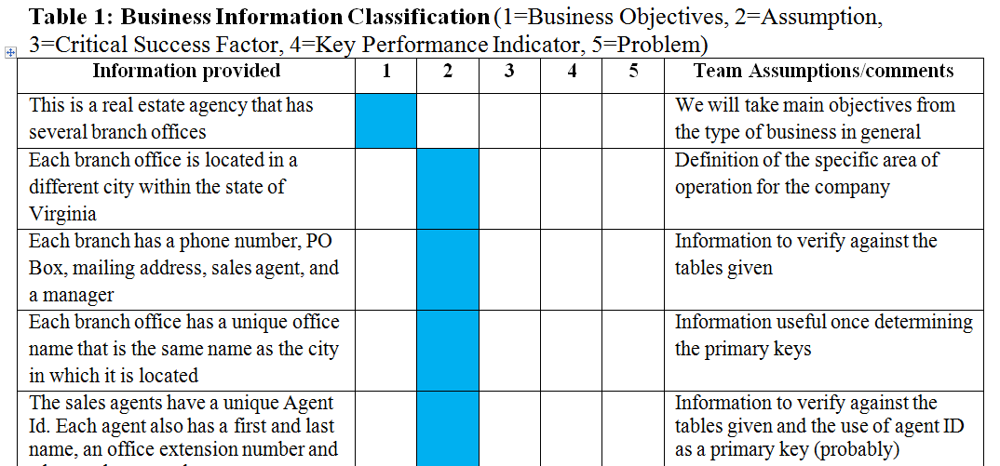 Table 1: Business Information Classification (1=Business Objectives, 2=Assumption,
3=Critical Success Factor, 4=Key Performance Indicator, 5=Problem)
Information provided 1 2 3 4 5 Team Assumptions/comments
This is a real estate agency that has
several branch offices
We will take main objectives from
the type of business in general
Each branch office is located in a
different city within the state of
Virginia
Definition of the specific area of
operation for the company
Each branch has a phone number, PO
Box, mailing address, sales agent, and
a manager
Information to verify against the
tables given
Each branch office has a unique office
name that is the same name as the city
in which it is located
Information useful once determining
the primary keys
The sales agents have a unique Agent
Id. Each agent also has a first and last
name, an office extension number and
Information to verify against the
tables given and the use of agent ID
as a primary key (probably)